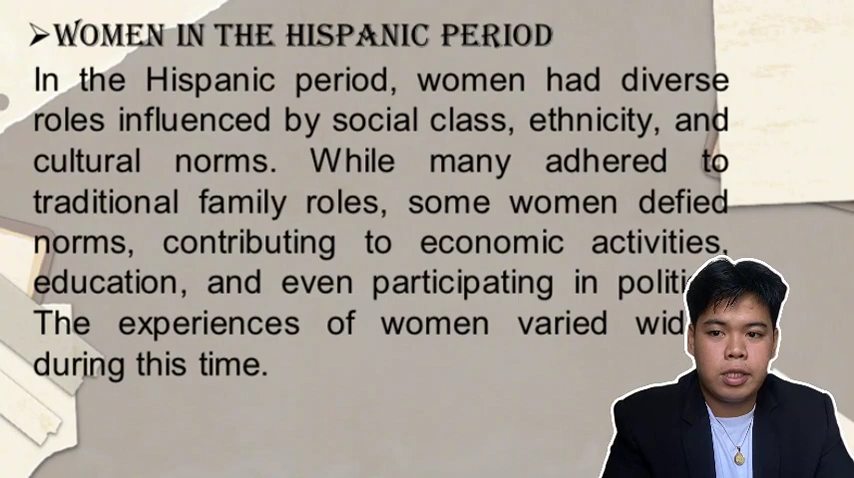 WOMEN IN THE HISPANIC PERIOD
In the Hispanic period, women had diverse
roles influenced by social class, ethnicity, and
cultural norms. While many adhered to
traditional family roles, some women defied
norms, contributing to economic activities,
education, and even participating in
The experiences of women varied
during this time.